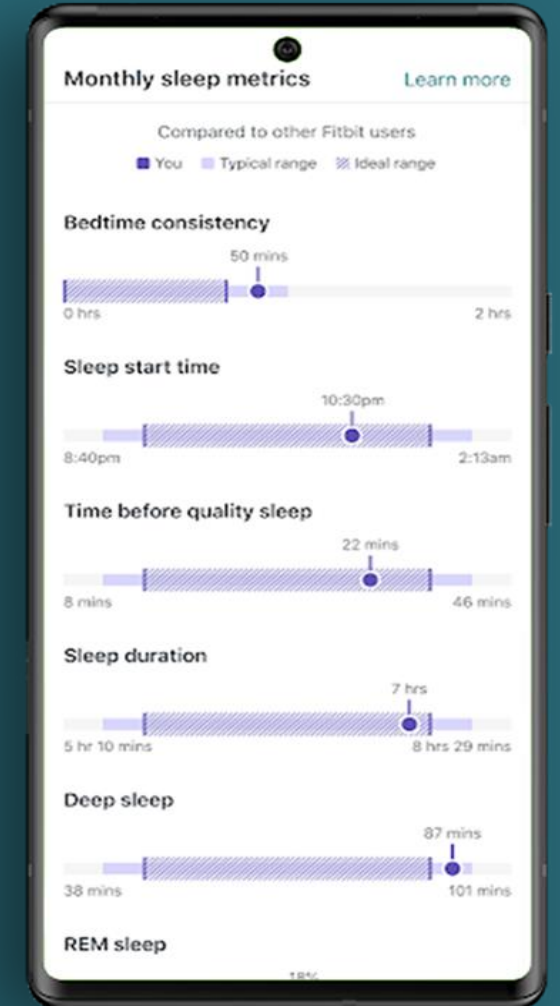 Monthly sleep metrics Learn more
Compared to other Fitbit users
You Typical range Ideal range
Bedtime consistency
50 mins
0 hrs 2 hrs
Sleep start time
10:30pm
8:40pm 2:13am
Time before quality sleep
22 mins
8 mins 46 mins
Sleep duration
7 hrs
5 hr 10 mins 8 hrs 29 mins
Deep sleep
87 mins
38 mins 101 mins
REM sleep
18%